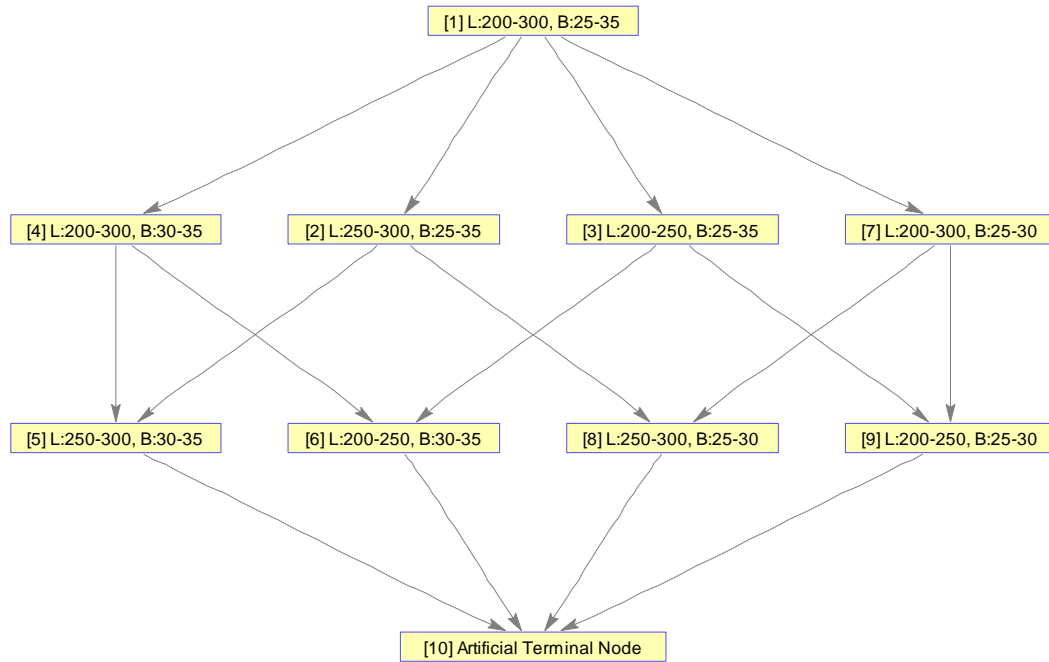 [1] L:200-300, B:25-35
[4] L:200-300, B:30-35
[2] L:250-300, B:25-35
[3] L:200-250, B:25-35
[7] L:200-300, B:25-30
[5] L:250-300, B:30-35
[6] L:200-250, B:30-35
[8] L:250-300, B:25-30
[9] L:200-250, B:25-30
[10] Artificial Terminal Node